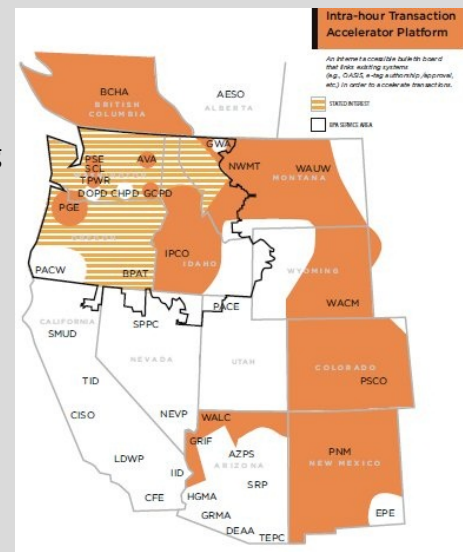 Intra-hour Transaction
Accelerator Platform
An Internet accessible bulletin board
that links existing systems
(eg., OASIS, e-tag authorship/approval,
etc.) in order to accelerate transactions.
STATED INTEREST
BPA SERVICE AREA
BCHA
BRITISH
COLUMBIA
AESO
ALBERTA
GWA
PSE
SCL
TPWR
AVA
NWMT
WAUW
MONTANA
DOPD CHPD GCPD
PGE
IPCO
IDAHO
WYOMING
PACW
BPAT
WACM
PACE
CALIFORNIA
SMUD
SPPC
NEVADA
UTAH
COLORADO
PSCO
TID
CISO
NEVP
WALC
GRIF
AZPS
ARIZONA
PNM
NEW MEXICO
LDWP
IID
SRP
CFE
HGMA
GRMA
DEAA
TEPC
EPE